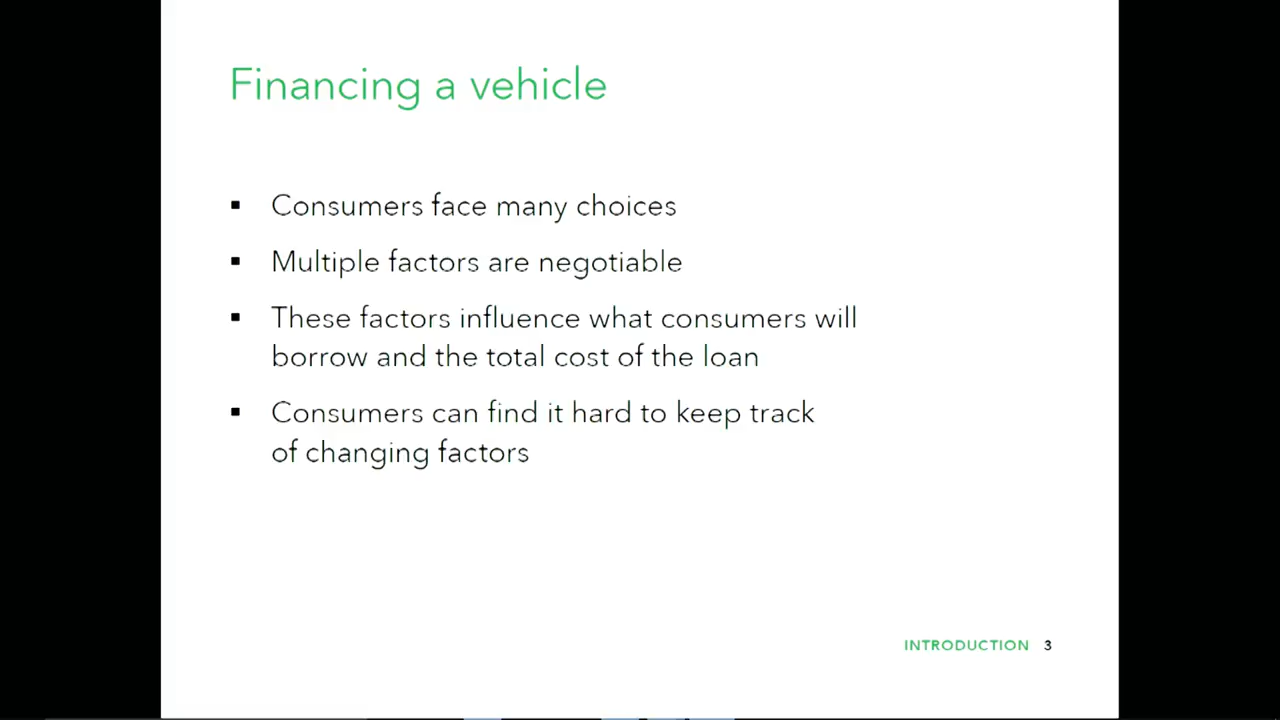 Financing a vehicle
▪ Consumers face many choices
▪ Multiple factors are negotiable
▪ These factors influence what consumers will
borrow and the total cost of the loan
▪ Consumers can find it hard to keep track
of changing factors
INTRODUCTION 3